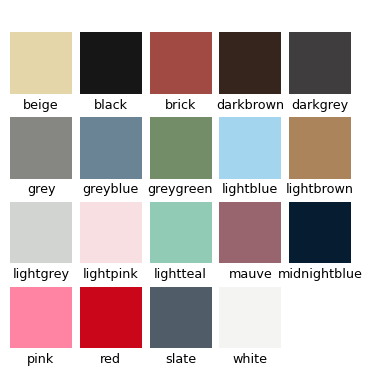 beige black brick darkbrown darkgrey
grey greyblue greygreen lightblue lightbrown
lightgrey lightpink lightteal mauve midnightblue
pink red slate white